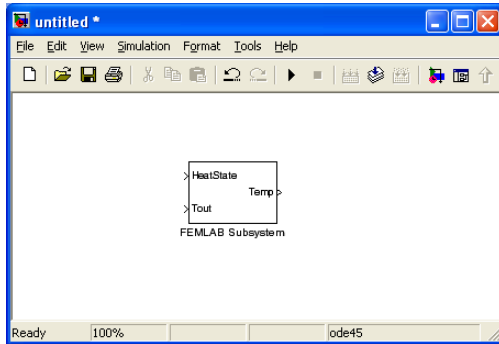 untitled *
File Edit View Simulation Format Tools Help
HeatState
Temp
Tout
FEMLAB Subsystem
Ready 100% ode45